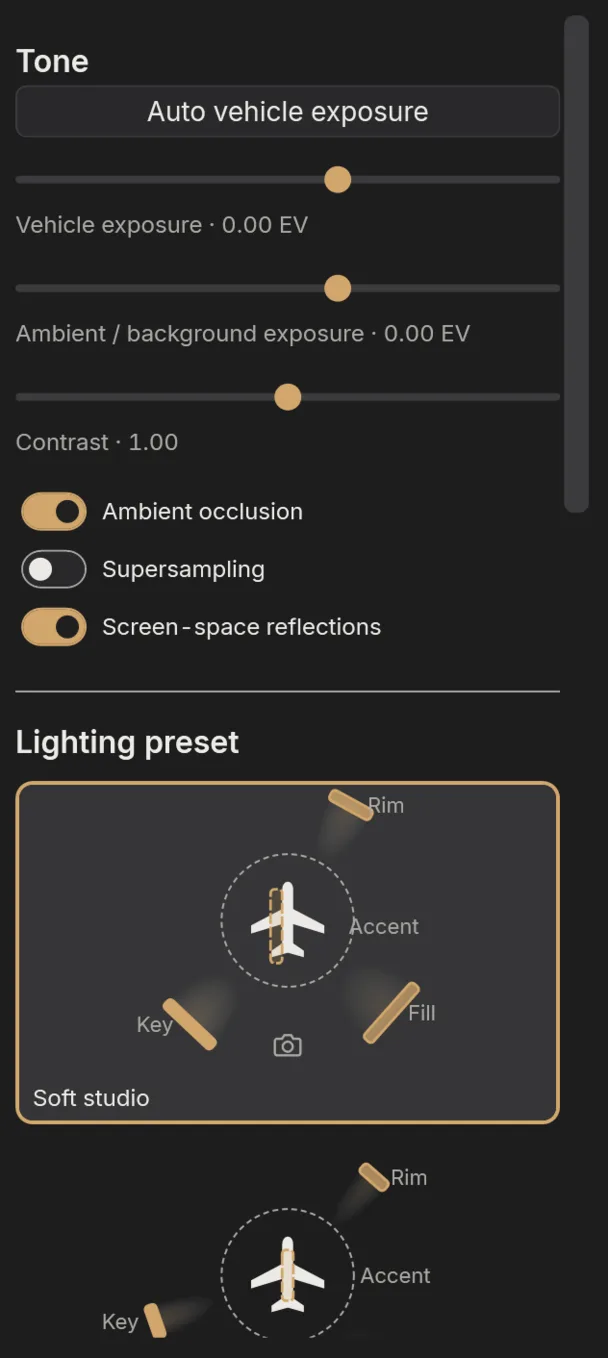 Tone
Auto vehicle exposure
Vehicle exposure · 0.00 EV
Ambient / background exposure · 0.00 EV
Contrast · 1.00
Ambient occlusion
Supersampling
Screen-space reflections
Lighting preset
Rim
Accent
Key
Fill
Soft studio
Rim
Accent
Key